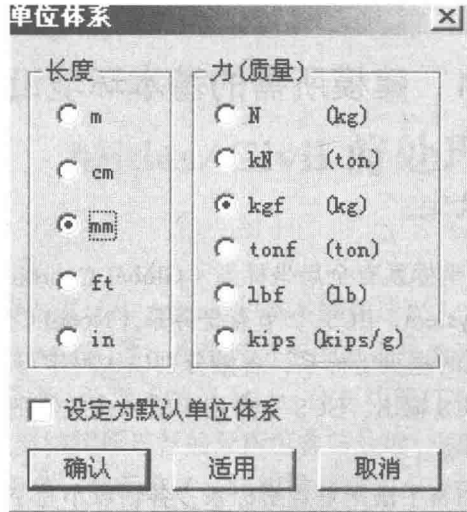 单位体系
长度
m
cm
mm
ft
in
力(质量)
N (kg)
kN (ton)
kgf (kg)
tonf (ton)
lbf (lb)
kips (kips/g)
设定为默认单位体系
确认 适用 取消